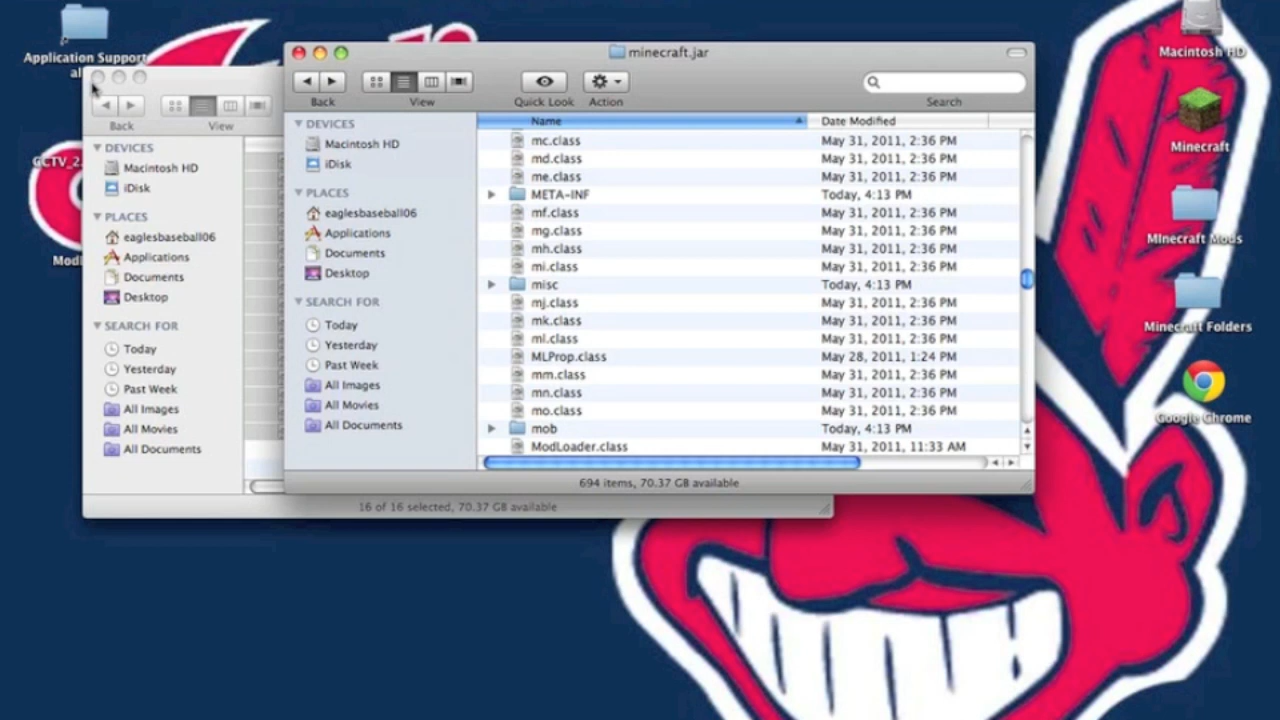 Application Support
al
minecraft.jar
Back
View
Quick Look
Action
Search
Macintosh HD
Minecraft
MInecraft Mods
Minecraft Folders
Google Chrome
Back
View
DEVICES
Macintosh HD
iDisk
PLACES
eaglesbaseball06
Applications
Documents
Desktop
SEARCH FOR
Today
Yesterday
Past Week
All Images
All Movies
All Documents
16 of 16 selected, 70.37 GB available
DEVICES
Macintosh HD
iDisk
PLACES
eaglesbaseball06
Applications
Documents
Desktop
SEARCH FOR
Today
Yesterday
Past Week
All Images
All Movies
All Documents
Name Date Modified
mc.class May 31, 2011, 2:36 PM
md.class May 31, 2011, 2:36 PM
me.class May 31, 2011, 2:36 PM
META-INF Today, 4:13 PM
mf.class May 31, 2011, 2:36 PM
mg.class May 31, 2011, 2:36 PM
mh.class May 31, 2011, 2:36 PM
mi.class May 31, 2011, 2:36 PM
misc Today, 4:13 PM
mj.class May 31, 2011, 2:36 PM
mk.class May 31, 2011, 2:36 PM
ml.class May 31, 2011, 2:36 PM
MLProp.class May 28, 2011, 1:24 PM
mm.class May 31, 2011, 2:36 PM
mn.class May 31, 2011, 2:36 PM
mo.class May 31, 2011, 2:36 PM
mob Today, 4:13 PM
ModLoader.class May 31, 2011, 11:33 AM
694 items, 70.37 GB available